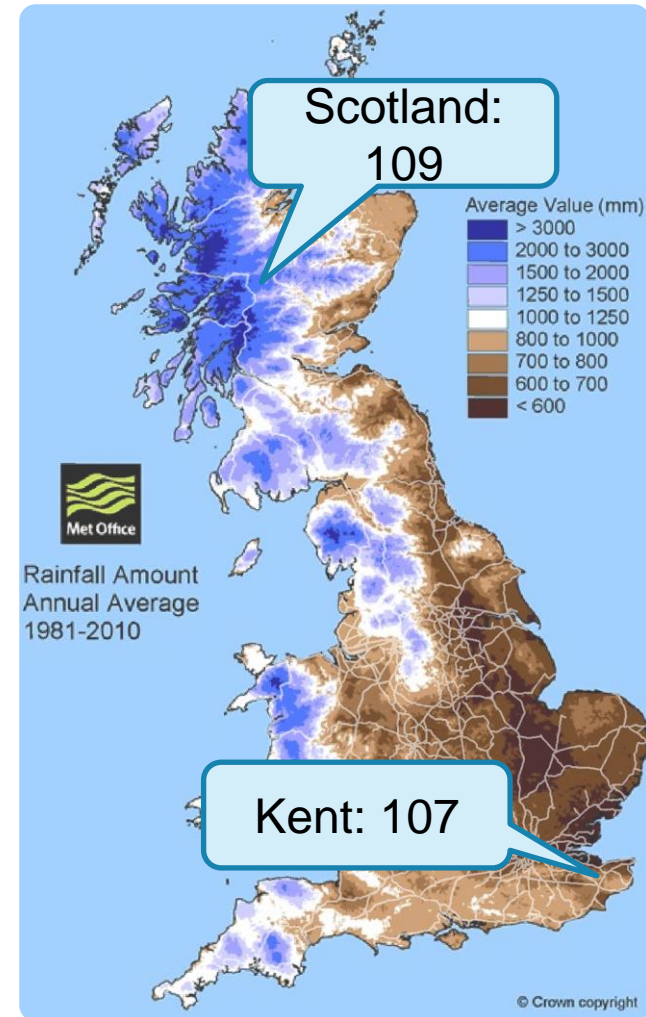 Scotland:
109
Average Value (mm)
> 3000
2000 to 3000
1500 to 2000
1250 to 1500
1000 to 1250
800 to 1000
700 to 800
600 to 700
< 600
Met Office
Rainfall Amount
Annual Average
1981-2010
Kent: 107
© Crown copyright